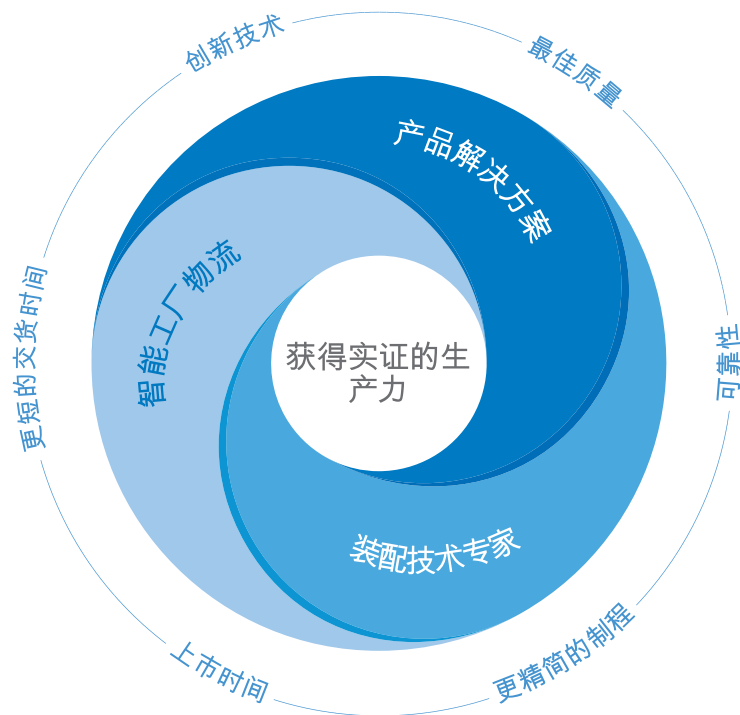 创新技术
最佳质量
可靠性
更精简的制程
上市时间
更短的交货时间
产品解决方案
装配技术专家
智能工厂物流
获得实证的生
产力